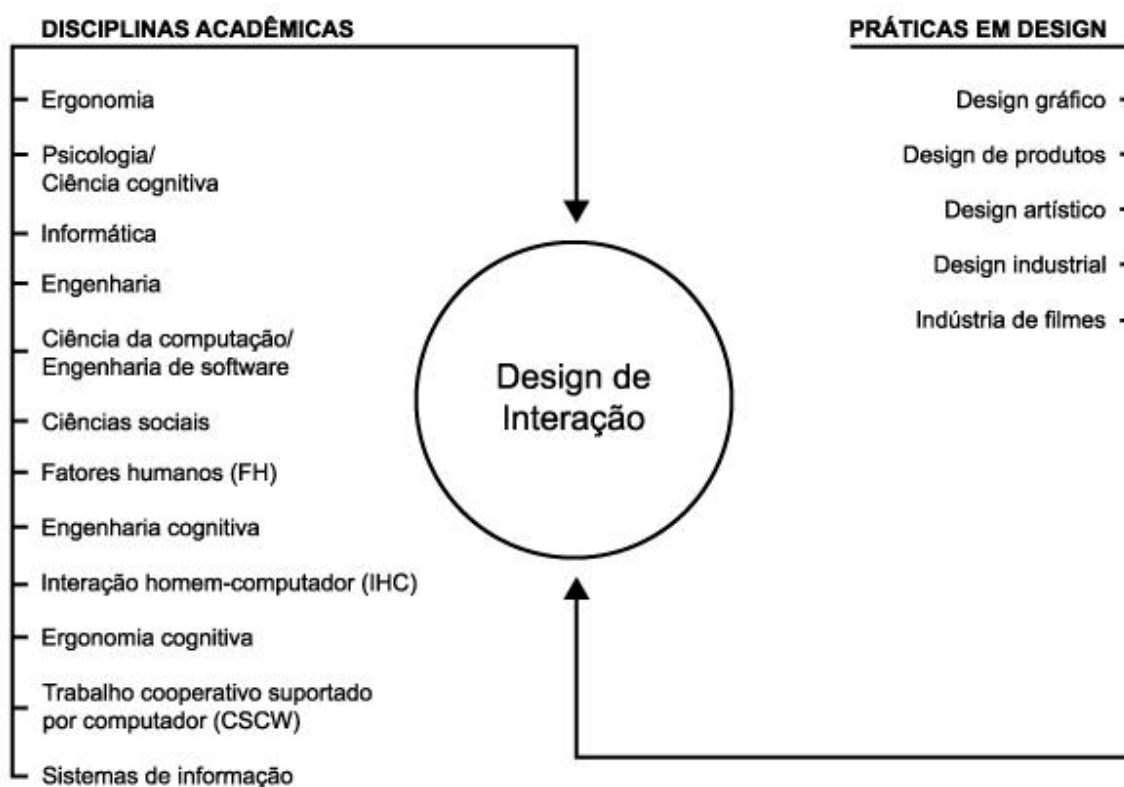 DISCIPLINAS ACADÊMICAS
Ergonomia
Psicologia/
Ciência cognitiva
Informática
Engenharia
Ciência da computação/
Engenharia de software
Ciências sociais
Fatores humanos (FH)
Engenharia cognitiva
Interação homem-computador (IHC)
Ergonomia cognitiva
Trabalho cooperativo suportado
por computador (CSCW)
Sistemas de informação
Design de
Interação
PRÁTICAS EM DESIGN
Design gráfico
Design de produtos
Design artístico
Design industrial
Indústria de filmes